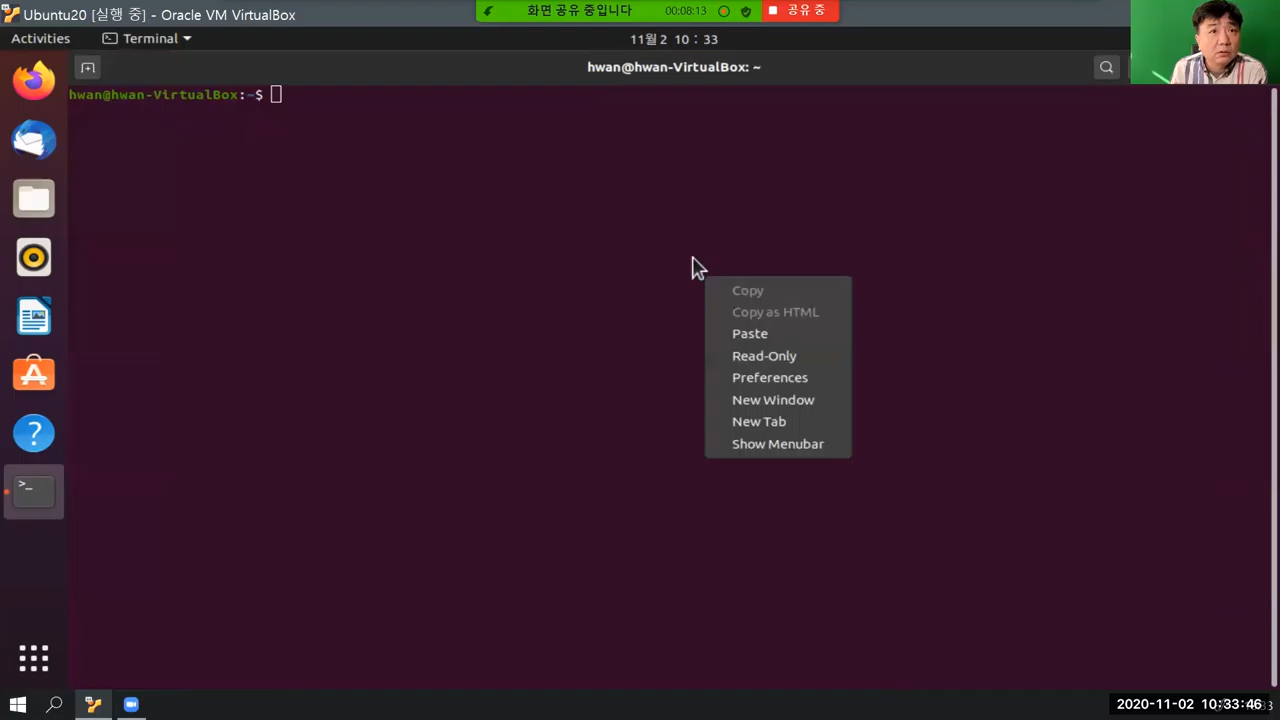 Ubuntu20 [실행 중] - Oracle VM VirtualBox
화면 공유 중입니다
00:08:13
공유 중
Activities
Terminal
11월 2 10 : 33
hwan@hwan-VirtualBox: ~
hwan@hwan-VirtualBox:~$
Copy
Copy as HTML
Paste
Read-Only
Preferences
New Window
New Tab
Show Menubar
2020-11-02 10:33:46